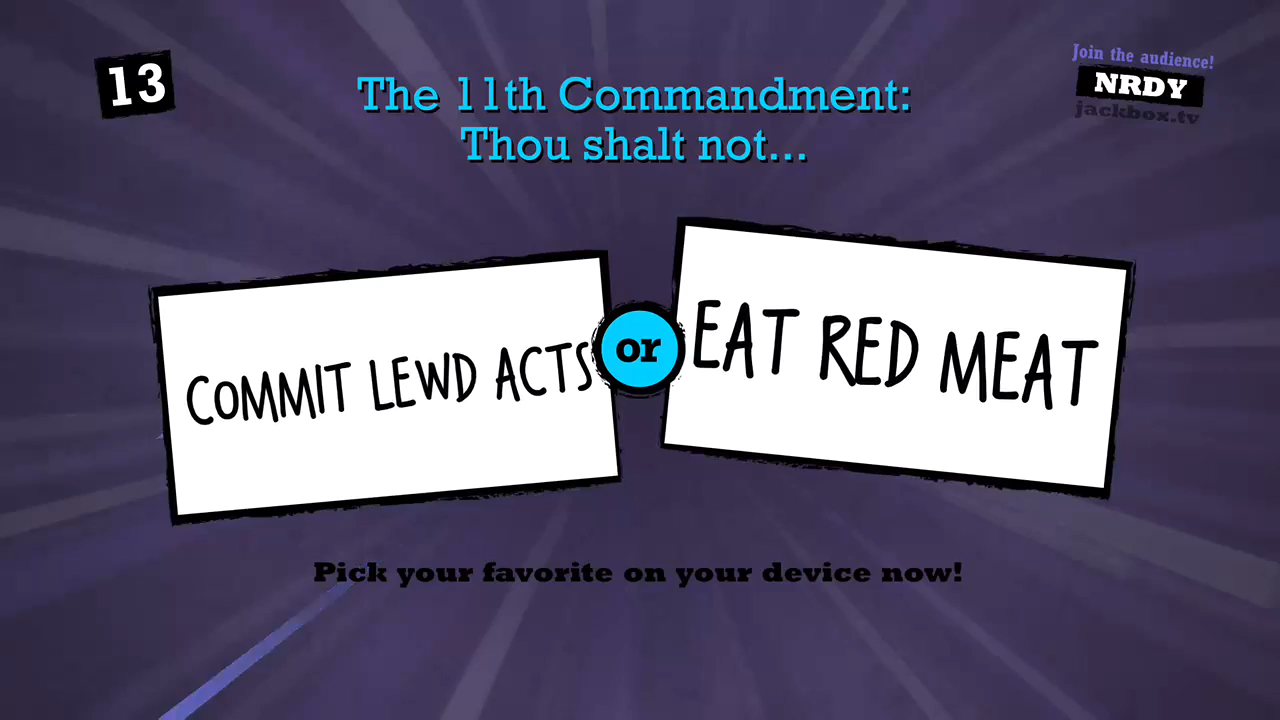 13
Join the audience!
NRDY
jackbox.tv
The 11th Commandment:
Thou shalt not...
COMMIT LEWD ACTS
or
EAT RED MEAT
Pick your favorite on your device now!